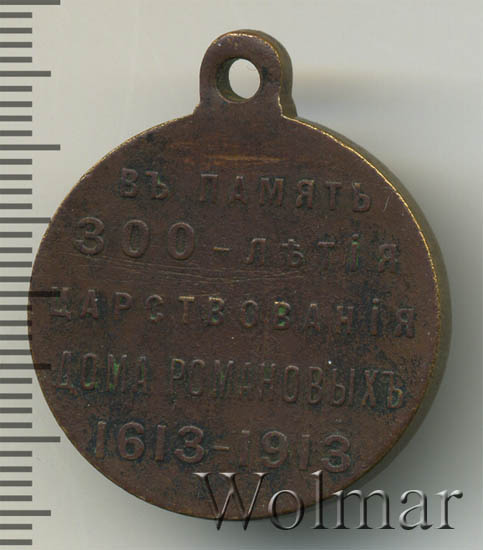 ВЪ ПАМЯТЬ
300-ЛѢТІЯ
ЦАРСТВОВАНІЯ
ДОМА РОМАНОВЫХЪ
1613-1913
Wolmar